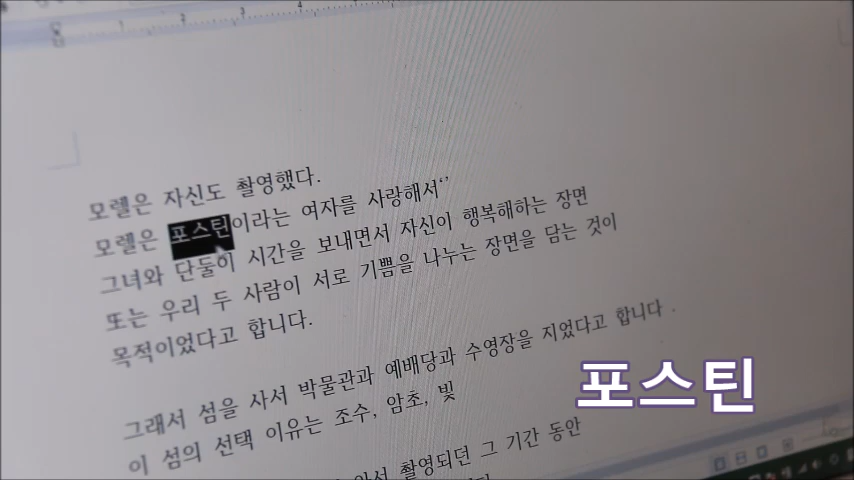 모렐은 자신도 촬영했다.
모렐은 포스틴이라는 여자를 사랑해서‘’
그녀와 단둘이 시간을 보내면서 자신이 행복해하는 장면
또는 우리 두 사람이 서로 기쁨을 나누는 장면을 담는 것이
목적이었다고 합니다.
그래서 섬을 사서 박물관과 예배당과 수영장을 지었다고 합니다 .
이 섬의 선택 이유는 조수, 암초, 빛
촬영되던 그 기간 동안
포스틴